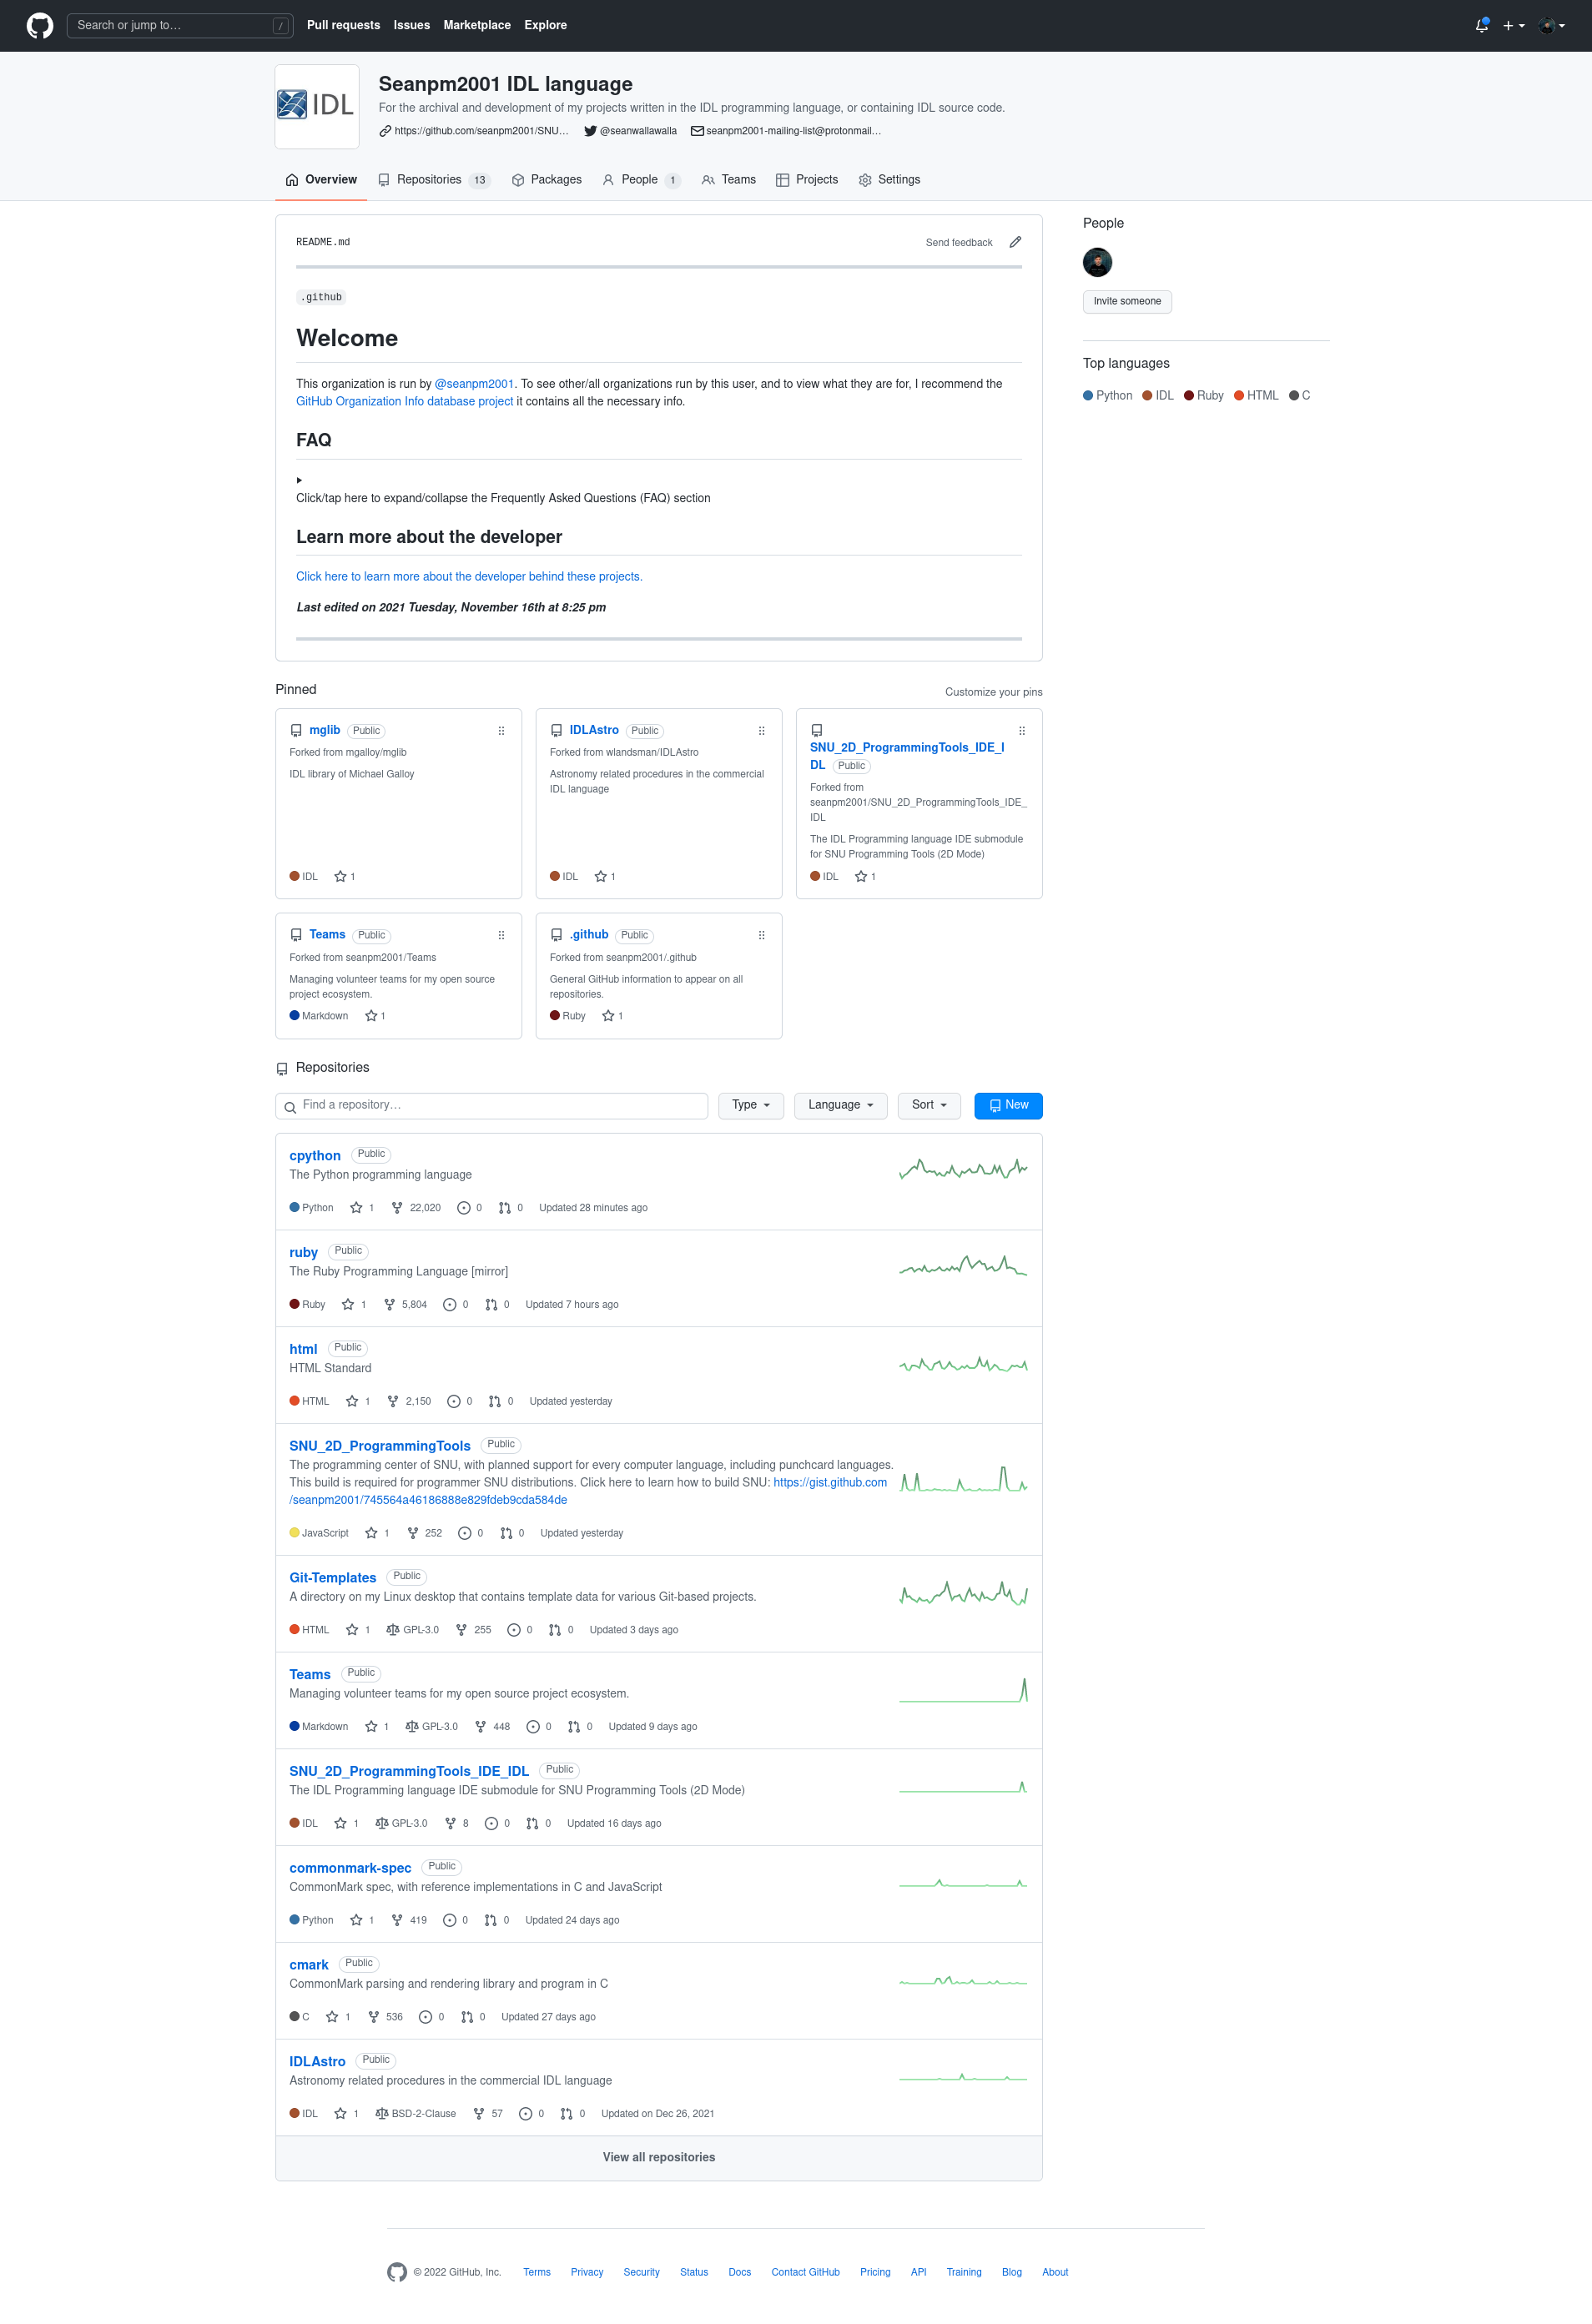 Search or jump to…
/
Pull requests
Issues
Marketplace
Explore
IDL
Seanpm2001 IDL language
For the archival and development of my projects written in the IDL programming language, or containing IDL source code.
https://github.com/seanpm2001/SNU…
@seanwallawalla
seanpm2001-mailing-list@protonmail…
Overview
Repositories 13
Packages
People 1
Teams
Projects
Settings
README.md
Send feedback
.github
Welcome
This organization is run by @seanpm2001. To see other/all organizations run by this user, and to view what they are for, I recommend the
GitHub Organization Info database project it contains all the necessary info.
FAQ
Click/tap here to expand/collapse the Frequently Asked Questions (FAQ) section
Learn more about the developer
Click here to learn more about the developer behind these projects.
Last edited on 2021 Tuesday, November 16th at 8:25 pm
People
Invite someone
Top languages
Python IDL Ruby HTML C
Pinned
Customize your pins
mglib Public
Forked from mgalloy/mglib
IDL library of Michael Galloy
IDL 1
IDLAstro Public
Forked from wlandsman/IDLAstro
Astronomy related procedures in the commercial
IDL language
IDL 1
SNU_2D_ProgrammingTools_IDE_I
DL Public
Forked from
seanpm2001/SNU_2D_ProgrammingTools_IDE_
IDL
The IDL Programming language IDE submodule
for SNU Programming Tools (2D Mode)
IDL 1
Teams Public
Forked from seanpm2001/Teams
Managing volunteer teams for my open source
project ecosystem.
Markdown 1
.github Public
Forked from seanpm2001/.github
General GitHub information to appear on all
repositories.
Ruby 1
Repositories
Find a repository…
Type
Language
Sort
New
cpython Public
The Python programming language
Python 1 22,020 0 0 Updated 28 minutes ago
ruby Public
The Ruby Programming Language [mirror]
Ruby 1 5,804 0 0 Updated 7 hours ago
html Public
HTML Standard
HTML 1 2,150 0 0 Updated yesterday
SNU_2D_ProgrammingTools Public
The programming center of SNU, with planned support for every computer language, including punchcard languages.
This build is required for programmer SNU distributions. Click here to learn how to build SNU: https://gist.github.com
/seanpm2001/745564a46186888e829fdeb9cda584de
JavaScript 1 252 0 0 Updated yesterday
Git-Templates Public
A directory on my Linux desktop that contains template data for various Git-based projects.
HTML 1 GPL-3.0 255 0 0 Updated 3 days ago
Teams Public
Managing volunteer teams for my open source project ecosystem.
Markdown 1 GPL-3.0 448 0 0 Updated 9 days ago
SNU_2D_ProgrammingTools_IDE_IDL Public
The IDL Programming language IDE submodule for SNU Programming Tools (2D Mode)
IDL 1 GPL-3.0 8 0 0 Updated 16 days ago
commonmark-spec Public
CommonMark spec, with reference implementations in C and JavaScript
Python 1 419 0 0 Updated 24 days ago
cmark Public
CommonMark parsing and rendering library and program in C
C 1 536 0 0 Updated 27 days ago
IDLAstro Public
Astronomy related procedures in the commercial IDL language
IDL 1 BSD-2-Clause 57 0 0 Updated on Dec 26, 2021
View all repositories
© 2022 GitHub, Inc.
Terms
Privacy
Security
Status
Docs
Contact GitHub
Pricing
API
Training
Blog
About